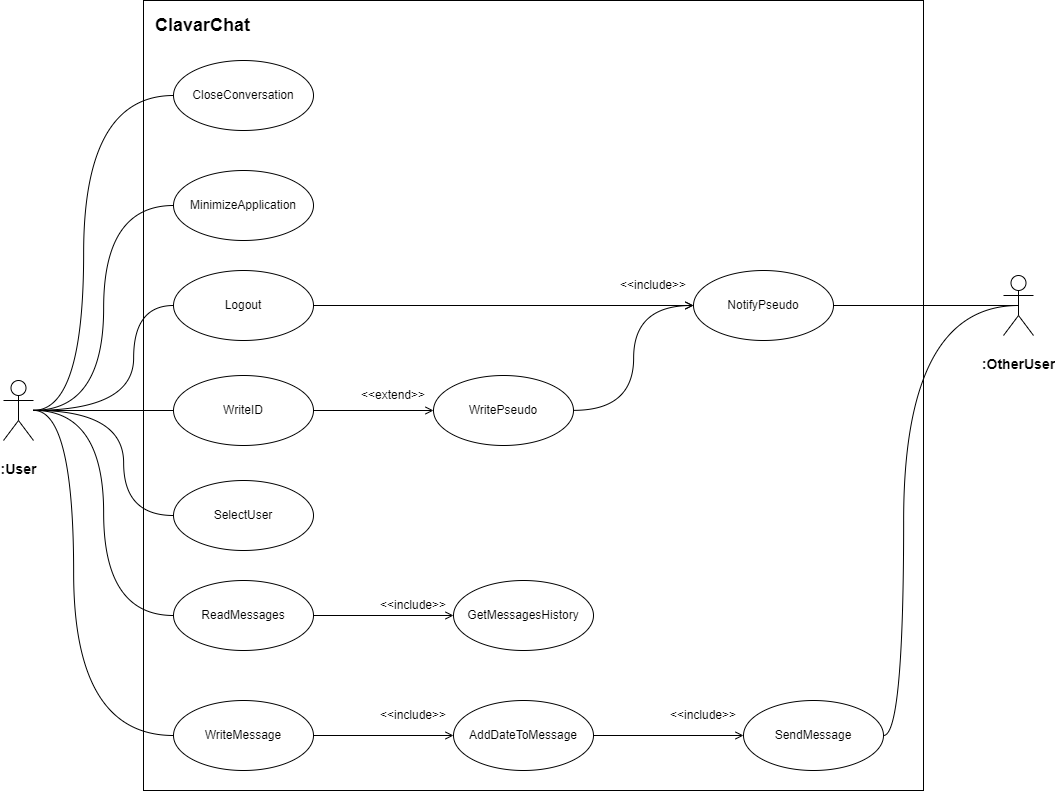 ClavarChat
CloseConversation
MinimizeApplication
<<include>>
Logout
NotifyPseudo
:OtherUser
<<extend>>
WriteID
WritePseudo
:User
SelectUser
<<include>>
ReadMessages
GetMessagesHistory
<<include>>
<<include>>
WriteMessage
AddDateToMessage
SendMessage